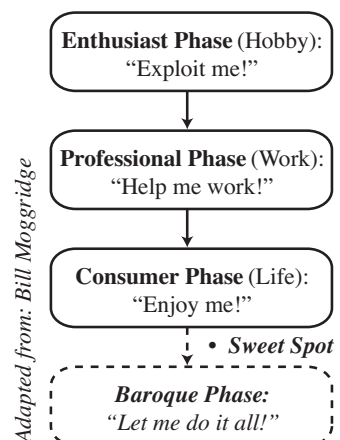 Enthusiast Phase (Hobby):
“Exploit me!”
Professional Phase (Work):
“Help me work!”
Consumer Phase (Life):
“Enjoy me!”
• Sweet Spot
Baroque Phase:
“Let me do it all!”
Adapted from: Bill Moggridge